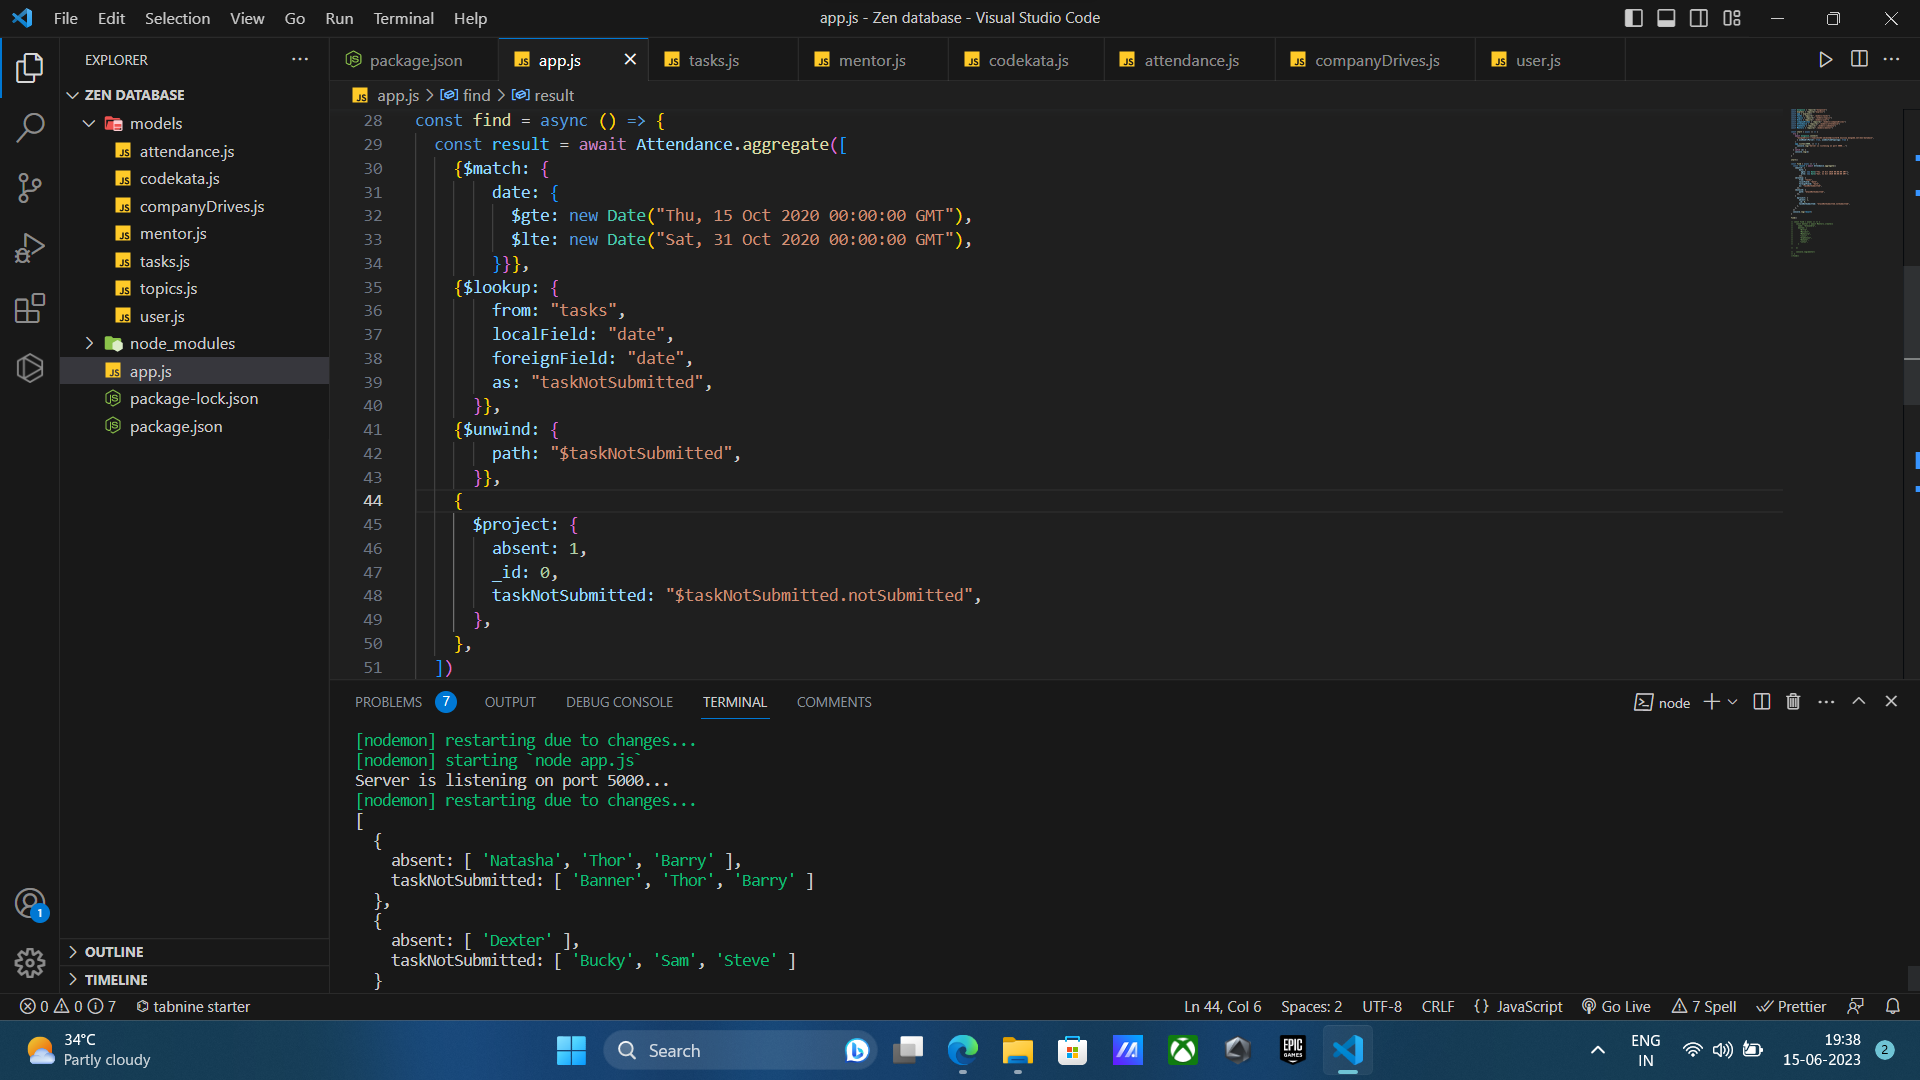 File Edit Selection View Go Run Terminal Help
app.js - Zen database - Visual Studio Code
EXPLORER
ZEN DATABASE
models
attendance.js
codekata.js
companyDrives.js
mentor.js
tasks.js
topics.js
user.js
node_modules
app.js
package-lock.json
package.json
OUTLINE
TIMELINE
package.json app.js tasks.js mentor.js codekata.js attendance.js companyDrives.js user.js
app.js > find > result
28 const find = async () => {
29 const result = await Attendance.aggregate([
30 {$match: {
31 date: {
32 $gte: new Date("Thu, 15 Oct 2020 00:00:00 GMT"),
33 $lte: new Date("Sat, 31 Oct 2020 00:00:00 GMT"),
34 }}},
35 {$lookup: {
36 from: "tasks",
37 localField: "date",
38 foreignField: "date",
39 as: "taskNotSubmitted",
40 }},
41 {$unwind: {
42 path: "$taskNotSubmitted",
43 }},
44 {
45 $project: {
46 absent: 1,
47 _id: 0,
48 taskNotSubmitted: "$taskNotSubmitted.notSubmitted",
49 },
50 },
51 ])
PROBLEMS 7 OUTPUT DEBUG CONSOLE TERMINAL COMMENTS
node
[nodemon] restarting due to changes...
[nodemon] starting `node app.js`
Server is listening on port 5000...
[nodemon] restarting due to changes...
[
{
absent: [ 'Natasha', 'Thor', 'Barry' ],
taskNotSubmitted: [ 'Banner', 'Thor', 'Barry' ]
},
{
absent: [ 'Dexter' ],
taskNotSubmitted: [ 'Bucky', 'Sam', 'Steve' ]
}
1
0 0 7 tabnine starter
Ln 44, Col 6 Spaces: 2 UTF-8 CRLF {} JavaScript Go Live 7 Spell Prettier
34°C
Partly cloudy
Search
EPIC GAMES
ENG
IN
19:38
15-06-2023
2